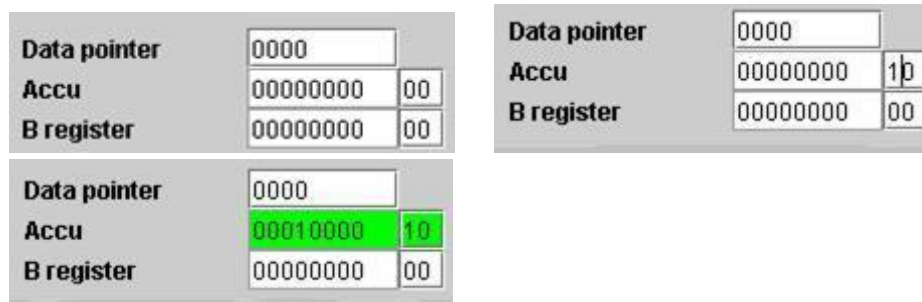 Data pointer 0000
Accu 00000000 00
B register 00000000 00
Data pointer 0000
Accu 00000000 10
B register 00000000 00
Data pointer 0000
Accu 00010000 10
B register 00000000 00